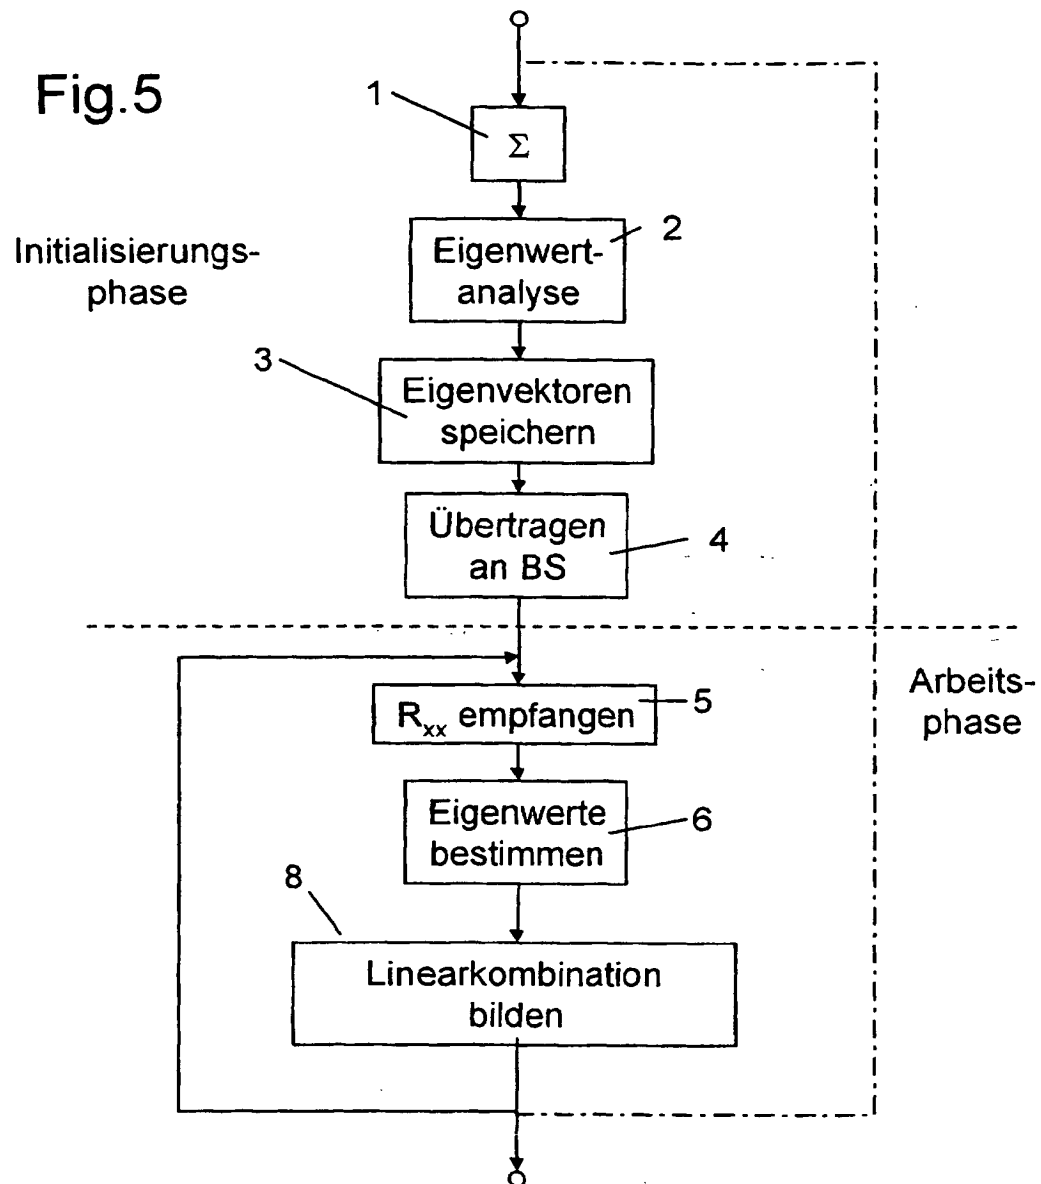 Fig.5
1
Σ
Initialisierungs-
phase
2
Eigenwert-
analyse
3
Eigenvektoren
speichern
Übertragen
an BS
4
Arbeits-
phase
5
Rxx empfangen
Eigenwerte
bestimmen
6
8
Linearkombination
bilden